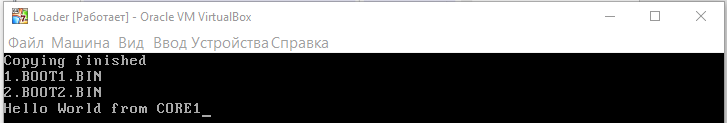 Loader [Работает] - Oracle VM VirtualBox
Файл Машина Вид Ввод Устройства Справка
Copying finished
1.BOOT1.BIN
2.BOOT2.BIN
Hello World from CORE1_